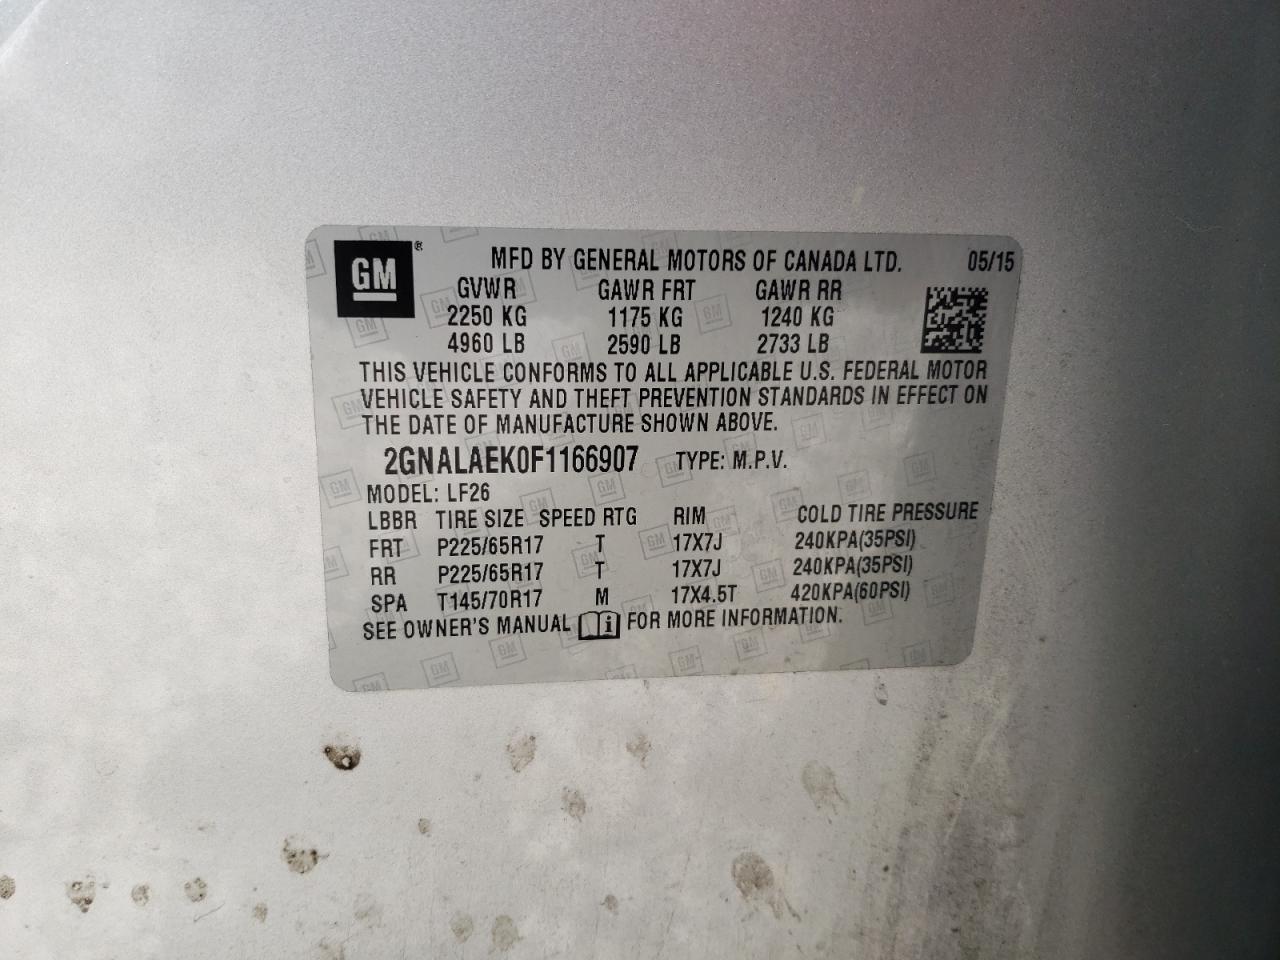 GM® MFD BY GENERAL MOTORS OF CANADA LTD. 05/15
GVWR GAWR FRT GAWR RR
2250 KG 1175 KG 1240 KG
4960 LB 2590 LB 2733 LB
THIS VEHICLE CONFORMS TO ALL APPLICABLE U.S. FEDERAL MOTOR
VEHICLE SAFETY AND THEFT PREVENTION STANDARDS IN EFFECT ON
THE DATE OF MANUFACTURE SHOWN ABOVE.
2GNALAEK0F1166907 TYPE: M.P.V.
MODEL: LF26
LBBR TIRE SIZE SPEED RTG RIM COLD TIRE PRESSURE
FRT P225/65R17 T 17X7J 240KPA(35PSI)
RR P225/65R17 T 17X7J 240KPA(35PSI)
SPA T145/70R17 M 17X4.5T 420KPA(60PSI)
SEE OWNER'S MANUAL i FOR MORE INFORMATION.